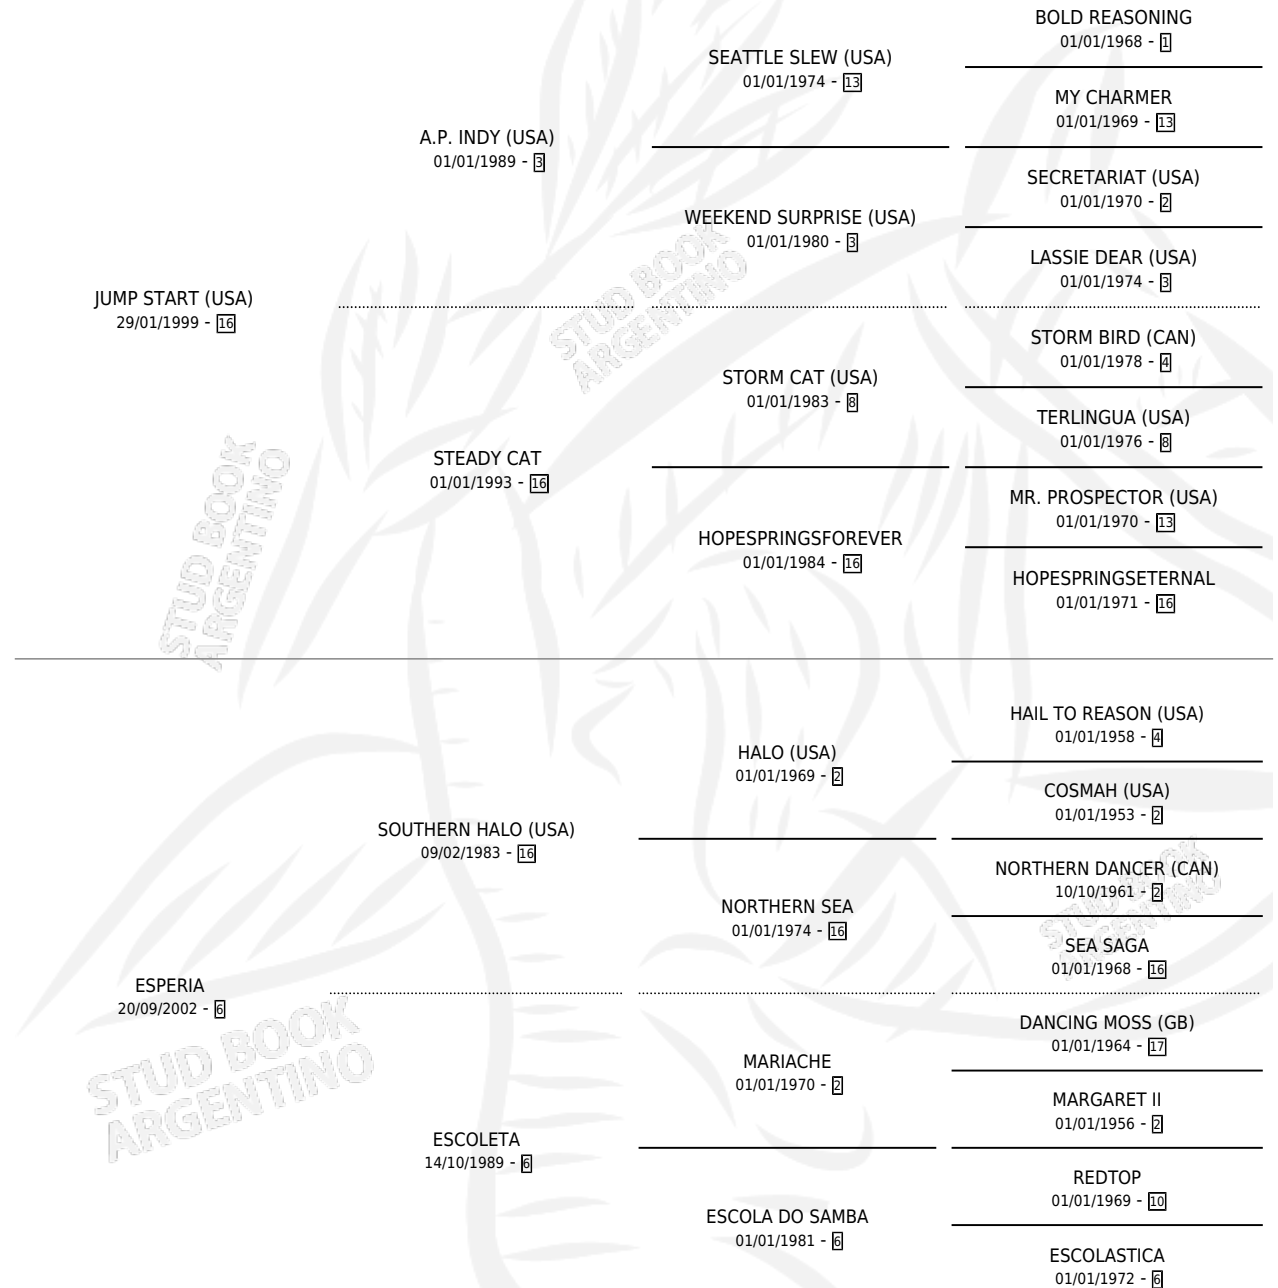 BOLD REASONING
01/01/1968 - 1
SEATTLE SLEW (USA)
01/01/1974 - 13
MY CHARMER
01/01/1969 - 13
A.P. INDY (USA)
01/01/1989 - 3
SECRETARIAT (USA)
01/01/1970 - 2
WEEKEND SURPRISE (USA)
01/01/1980 - 3
LASSIE DEAR (USA)
01/01/1974 - 3
JUMP START (USA)
29/01/1999 - 16
STORM BIRD (CAN)
01/01/1978 - 4
STORM CAT (USA)
01/01/1983 - 8
TERLINGUA (USA)
01/01/1976 - 8
STEADY CAT
01/01/1993 - 16
MR. PROSPECTOR (USA)
01/01/1970 - 13
HOPESPRINGSFOREVER
01/01/1984 - 16
HOPESPRINGSETERNAL
01/01/1971 - 16
HAIL TO REASON (USA)
01/01/1958 - 4
HALO (USA)
01/01/1969 - 2
COSMAH (USA)
01/01/1953 - 2
SOUTHERN HALO (USA)
09/02/1983 - 16
NORTHERN DANCER (CAN)
10/10/1961 - 2
NORTHERN SEA
01/01/1974 - 16
SEA SAGA
01/01/1968 - 16
ESPERIA
20/09/2002 - 6
DANCING MOSS (GB)
01/01/1964 - 17
MARIACHE
01/01/1970 - 2
MARGARET II
01/01/1956 - 2
ESCOLETA
14/10/1989 - 6
REDTOP
01/01/1969 - 10
ESCOLA DO SAMBA
01/01/1981 - 6
ESCOLASTICA
01/01/1972 - 6
STUD BOOK
ARGENTINO
STUD BOOK
ARGENTINO
STUD BOOK
ARGENTINO
STUD BOOK
ARGENTINO